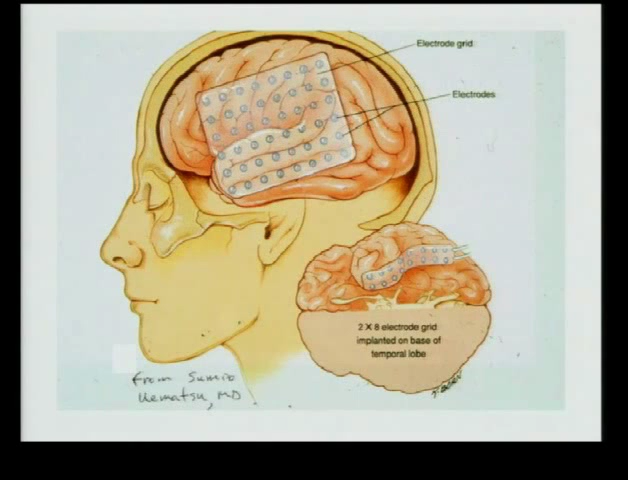 Electrode grid
Electrodes
2 X 8 electrode grid
implanted on base of
temporal lobe
From Sumio
Uematsu, MD